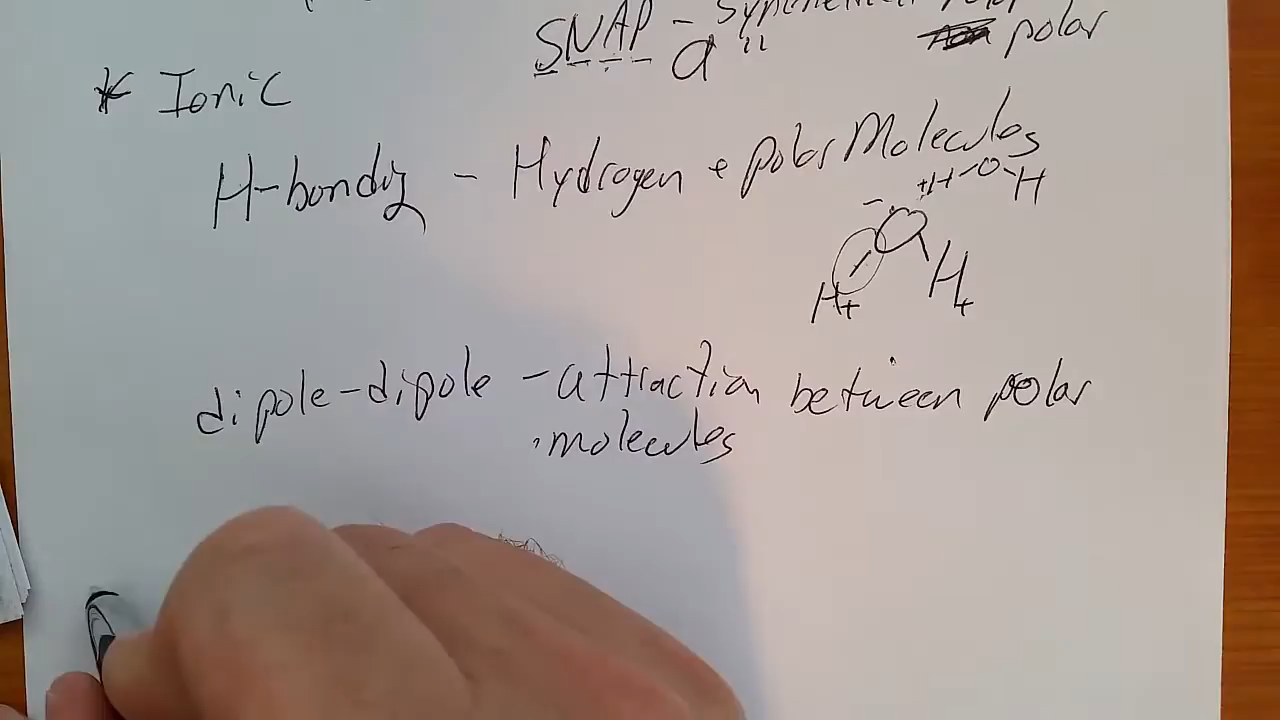 SNAP -
a " polar
* Ionic
H-bonding - Hydrogen + polar Molecules
+H-O-H
- O
H+ H+
dipole-dipole - attraction between polar
molecules